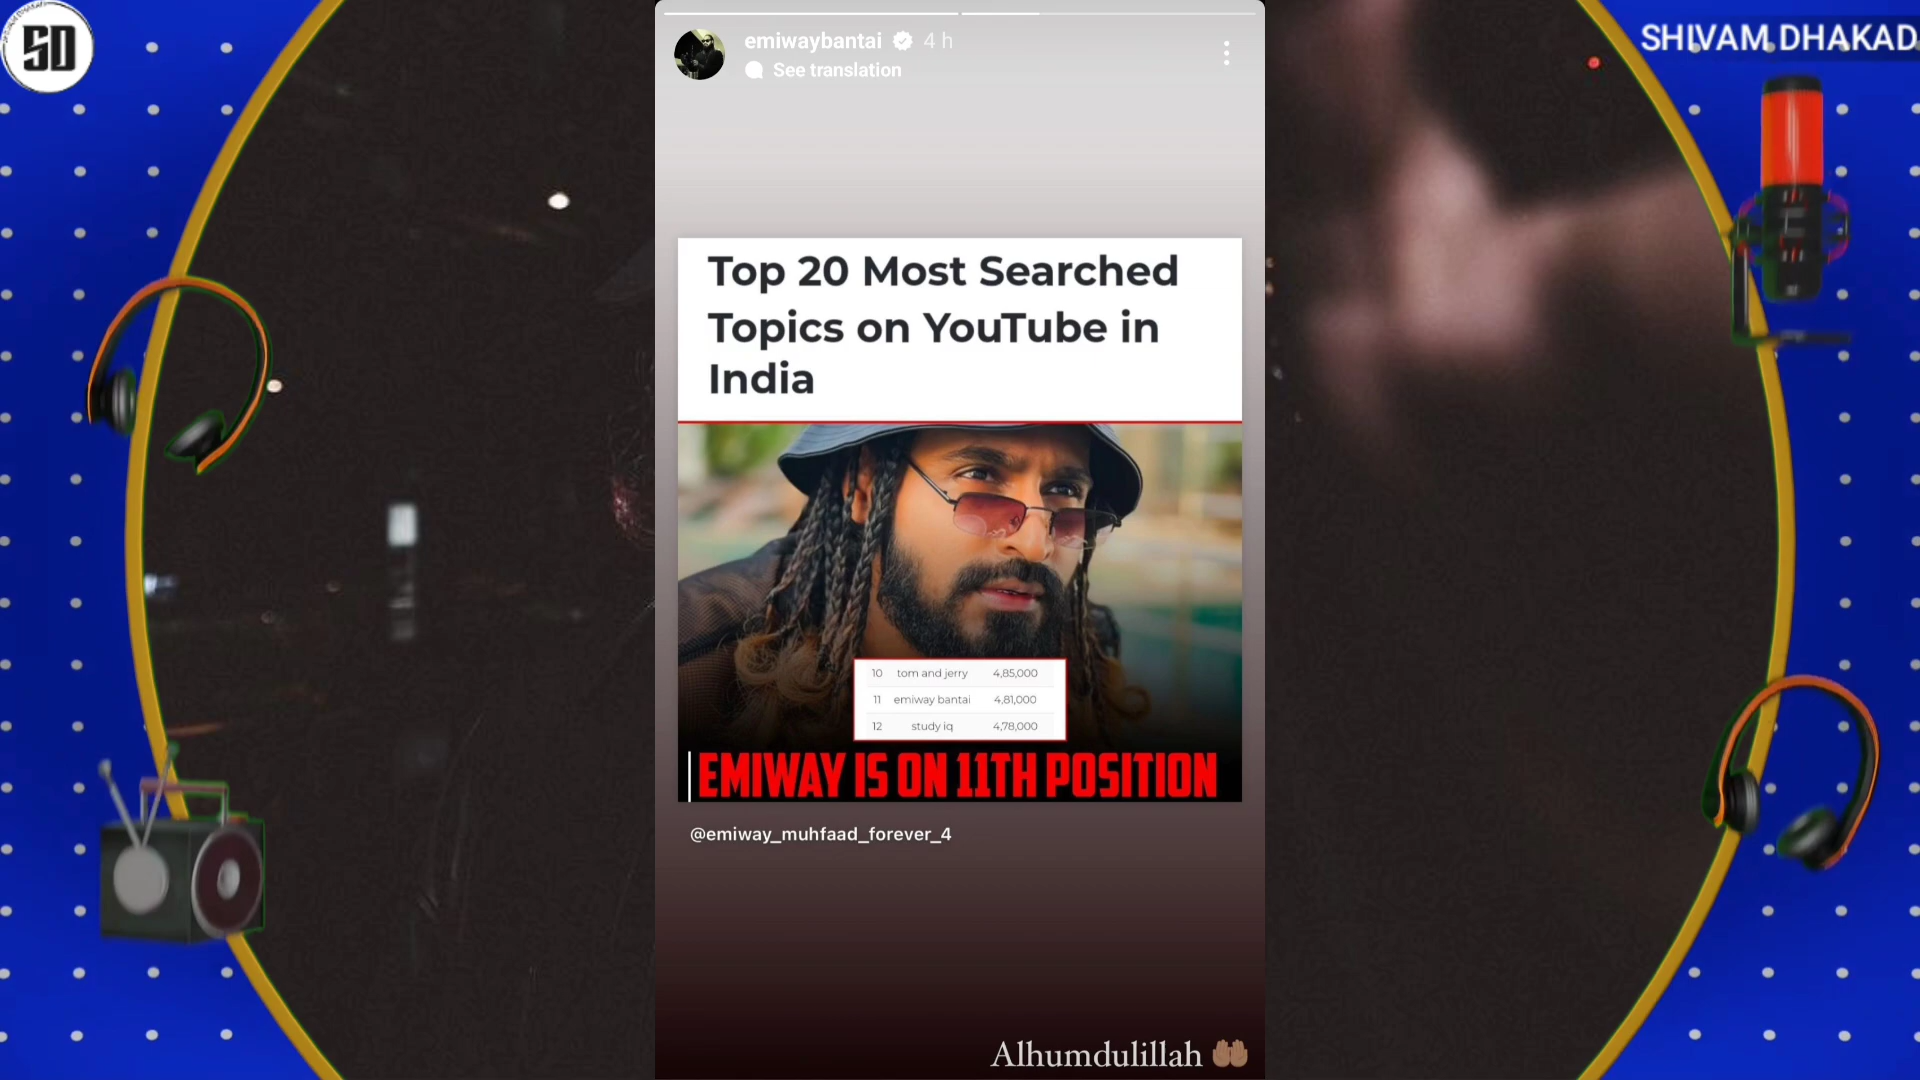 SD
SHIVAM DHAKAD
emiwaybantai 4 h
See translation
Top 20 Most Searched
Topics on YouTube in
India
10 tom and jerry 4,85,000
11 emiway bantai 4,81,000
12 study iq 4,78,000
EMIWAY IS ON 11TH POSITION
@emiway_muhfaad_forever_4
Alhumdulillah 🤲🏾